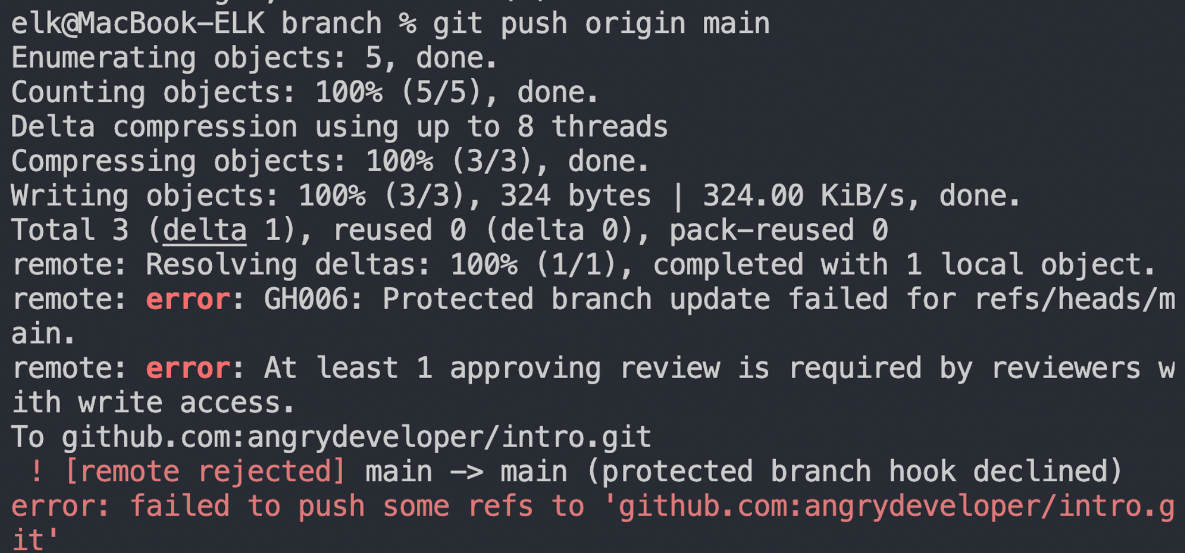 elk@MacBook-ELK branch % git push origin main
Enumerating objects: 5, done.
Counting objects: 100% (5/5), done.
Delta compression using up to 8 threads
Compressing objects: 100% (3/3), done.
Writing objects: 100% (3/3), 324 bytes | 324.00 KiB/s, done.
Total 3 (delta 1), reused 0 (delta 0), pack-reused 0
remote: Resolving deltas: 100% (1/1), completed with 1 local object.
remote: error: GH006: Protected branch update failed for refs/heads/m
ain.
remote: error: At least 1 approving review is required by reviewers w
ith write access.
To github.com:angrydeveloper/intro.git
 ! [remote rejected] main -> main (protected branch hook declined)
error: failed to push some refs to 'github.com:angrydeveloper/intro.g
it'